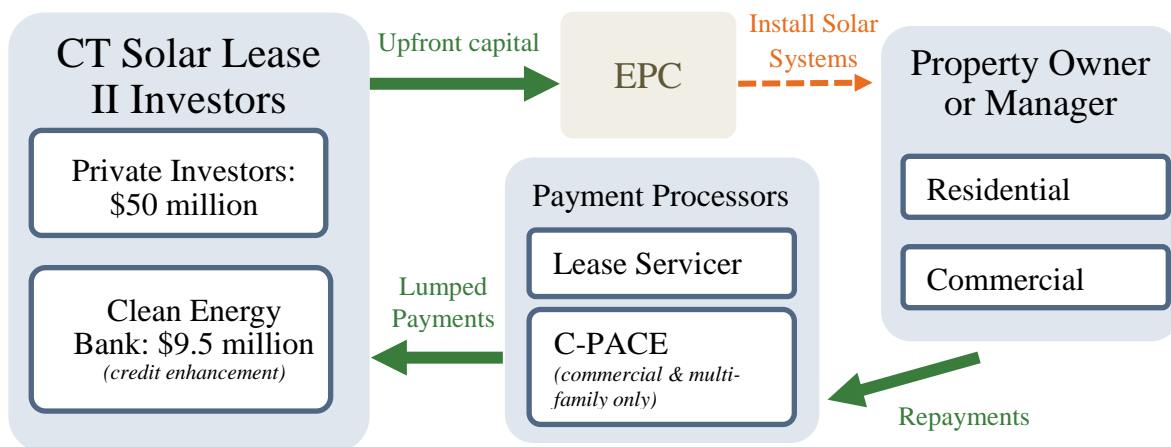 CT Solar Lease
II Investors
Private Investors:
$50 million
Clean Energy
Bank: $9.5 million
(credit enhancement)
Upfront capital
EPC
Install Solar
Systems
Property Owner
or Manager
Residential
Commercial
Payment Processors
Lease Servicer
C-PACE
(commercial & multi-
family only)
Lumped
Payments
Repayments